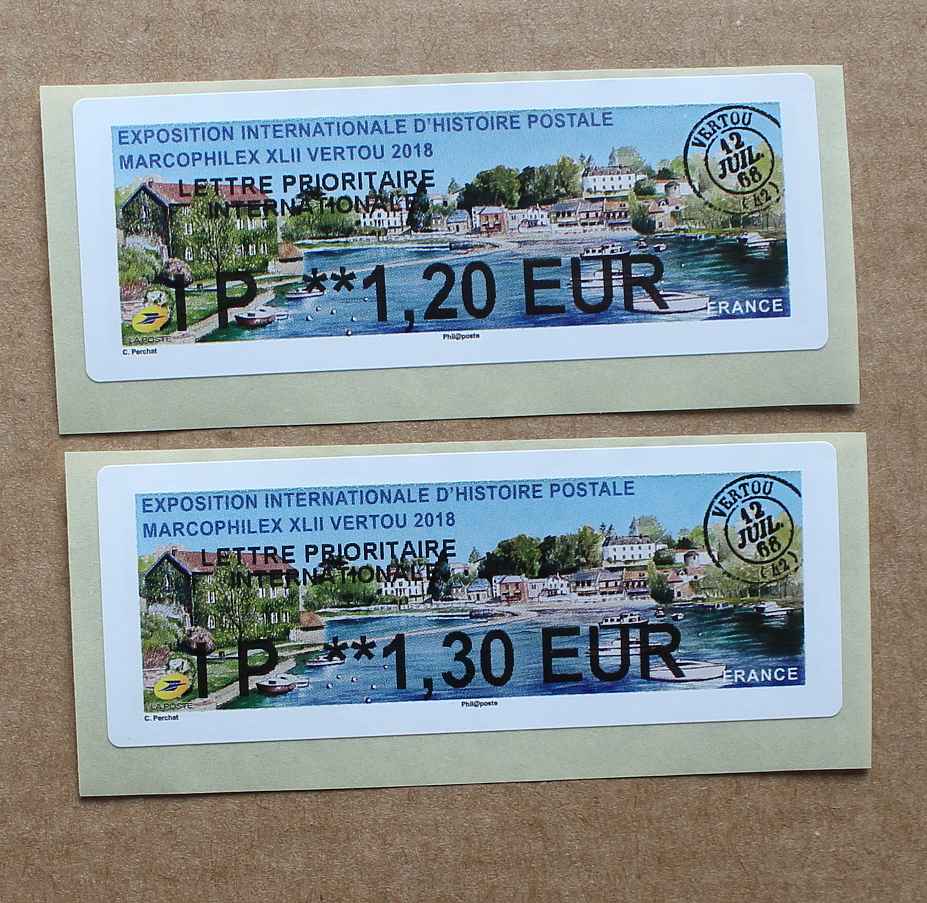 EXPOSITION INTERNATIONALE D'HISTOIRE POSTALE
MARCOPHILEX XLII VERTOU 2018
LETTRE PRIORITAIRE
INTERNATIONALE
VERTOU
12
JUIL.
68
(42)
IP **1,20 EUR
FRANCE
LA POSTE
C. Perchat
Phil@poste
EXPOSITION INTERNATIONALE D'HISTOIRE POSTALE
MARCOPHILEX XLII VERTOU 2018
LETTRE PRIORITAIRE
INTERNATIONALE
VERTOU
12
JUIL.
68
(42)
IP **1,30 EUR
FRANCE
LA POSTE
C. Perchat
Phil@poste